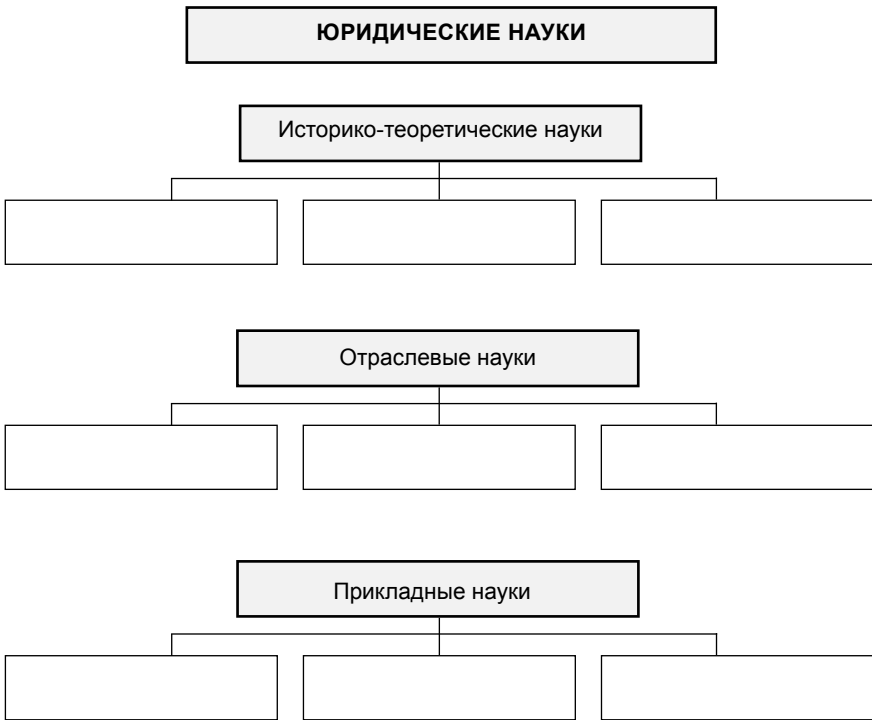 ЮРИДИЧЕСКИЕ НАУКИ
Историко-теоретические науки
Отраслевые науки
Прикладные науки